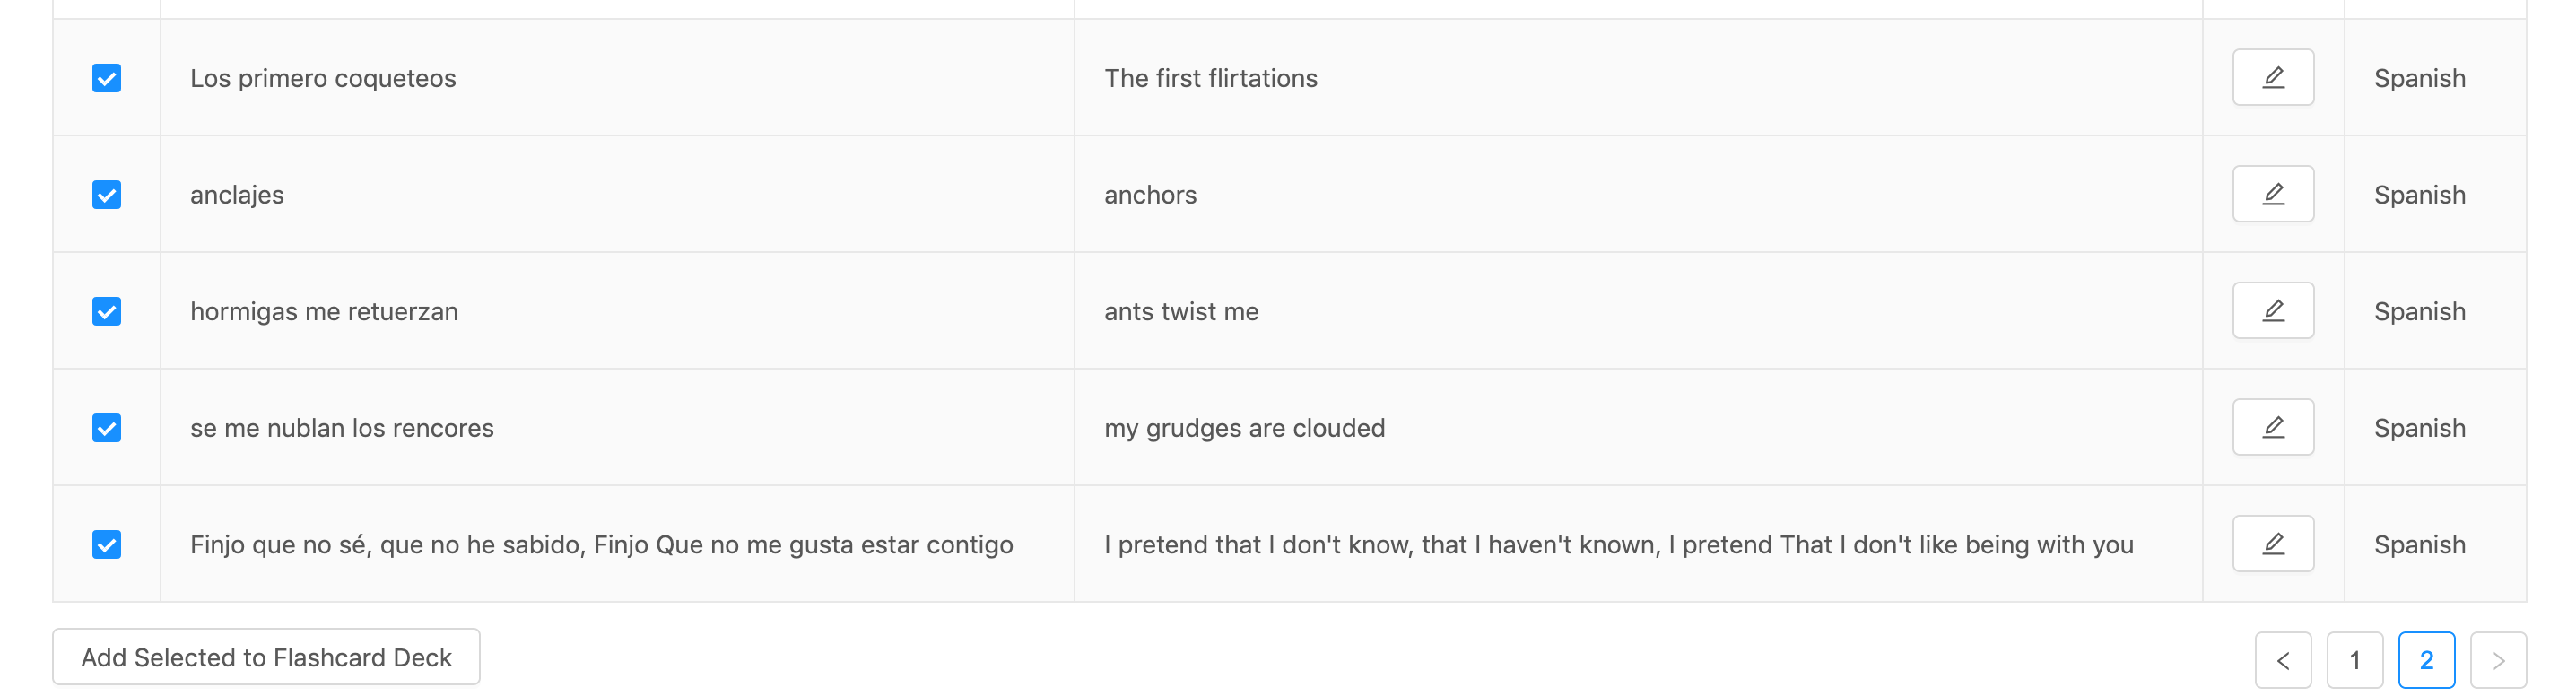 Los primero coqueteos The first flirtations Spanish
anclajes anchors Spanish
hormigas me retuerzan ants twist me Spanish
se me nublan los rencores my grudges are clouded Spanish
Finjo que no sé, que no he sabido, Finjo Que no me gusta estar contigo I pretend that I don't know, that I haven't known, I pretend That I don't like being with you Spanish
Add Selected to Flashcard Deck < 1 2 >